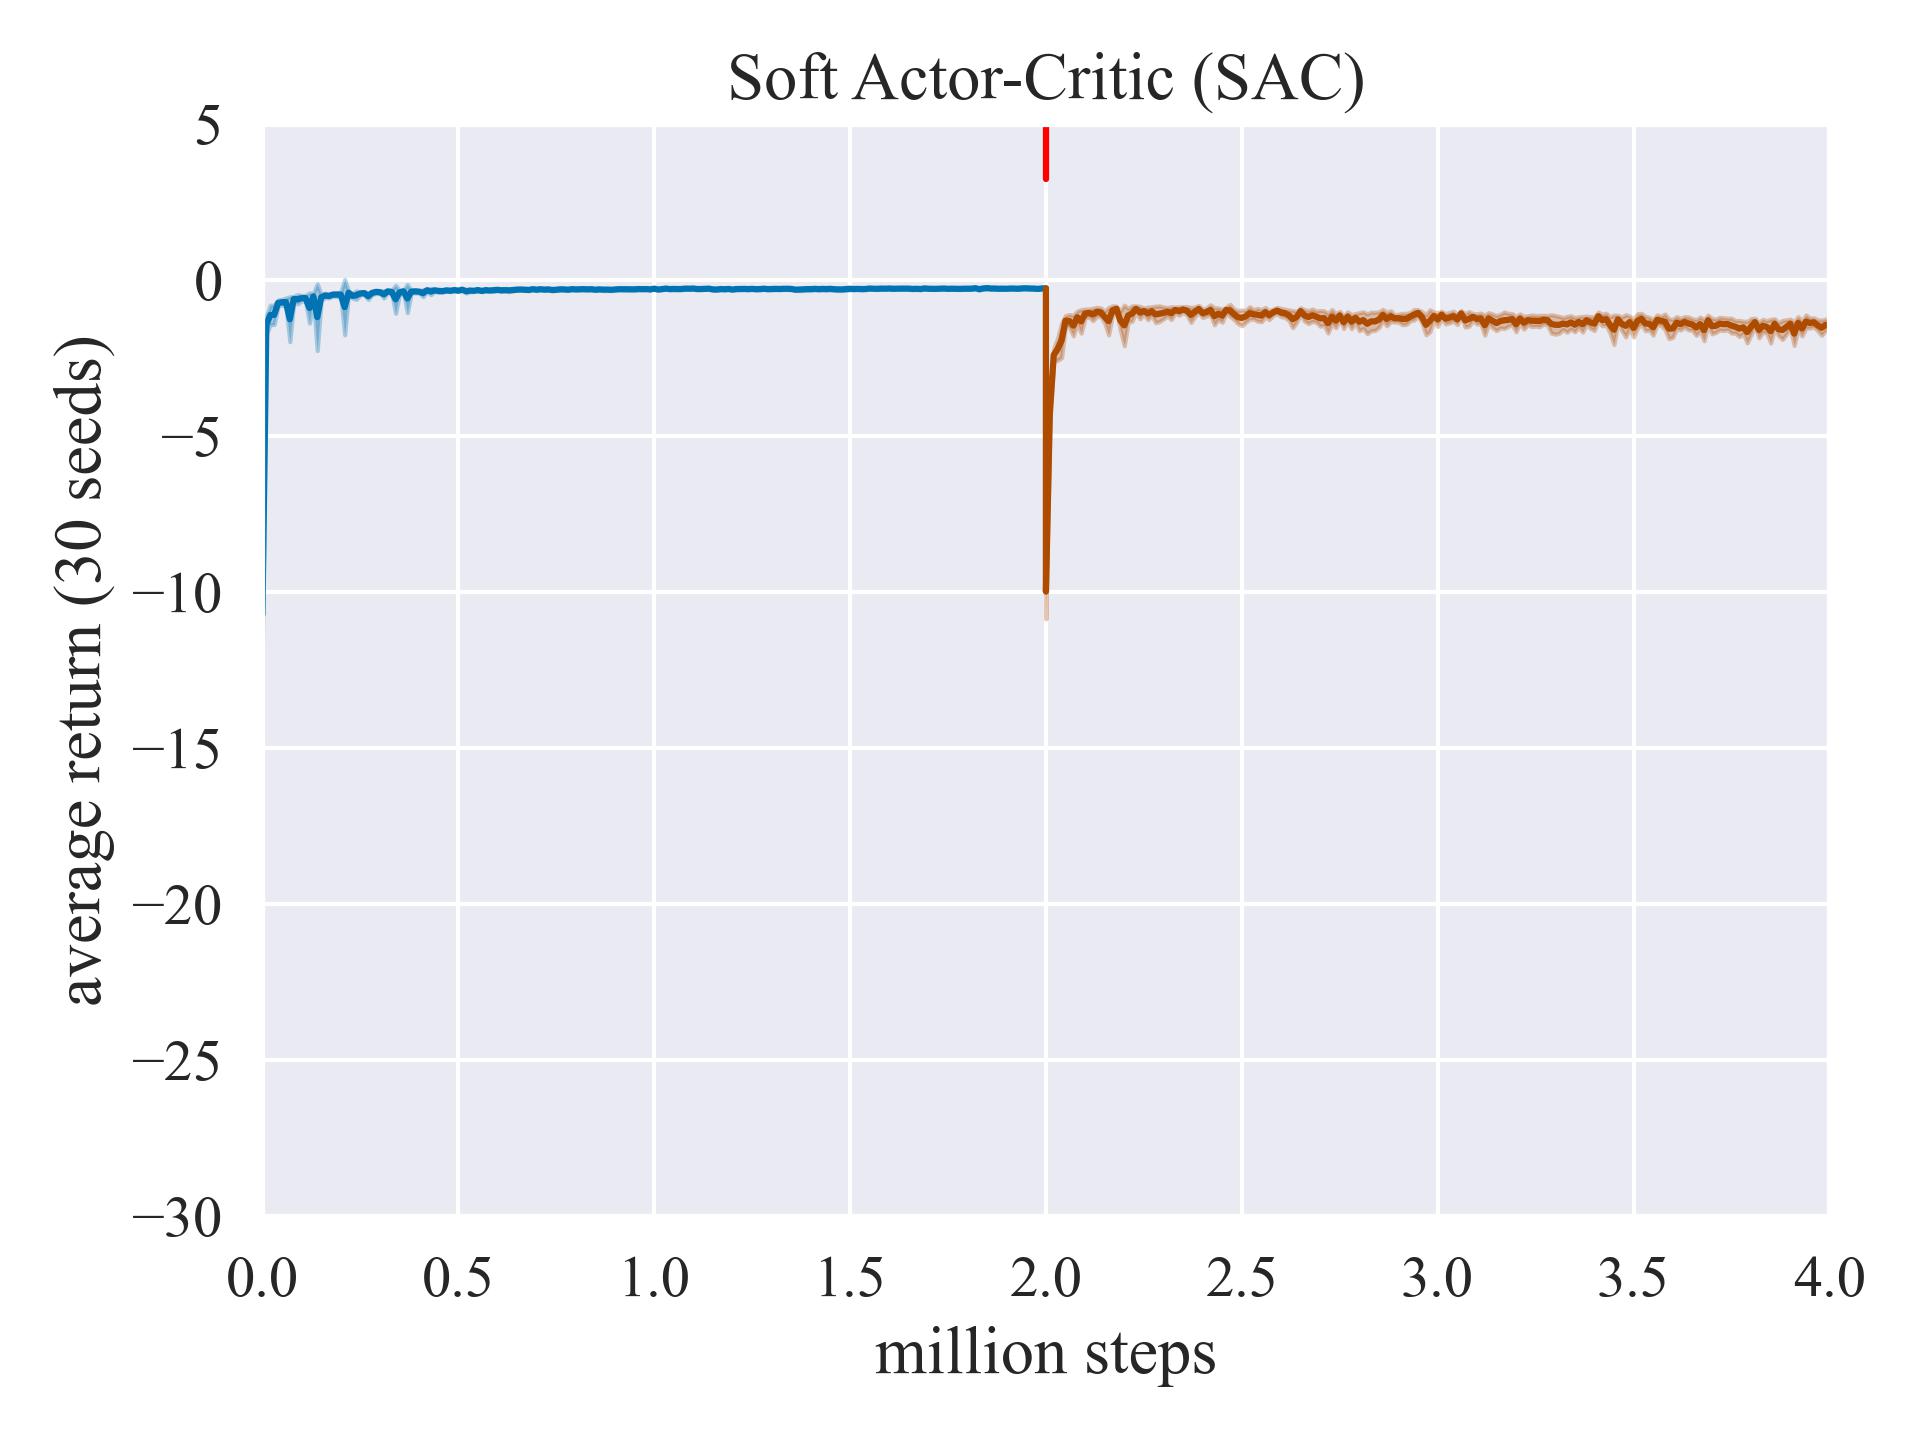 Soft Actor-Critic (SAC)
5
0
−5
−10
−15
−20
−25
−30
average return (30 seeds)
0.0 0.5 1.0 1.5 2.0 2.5 3.0 3.5 4.0
million steps